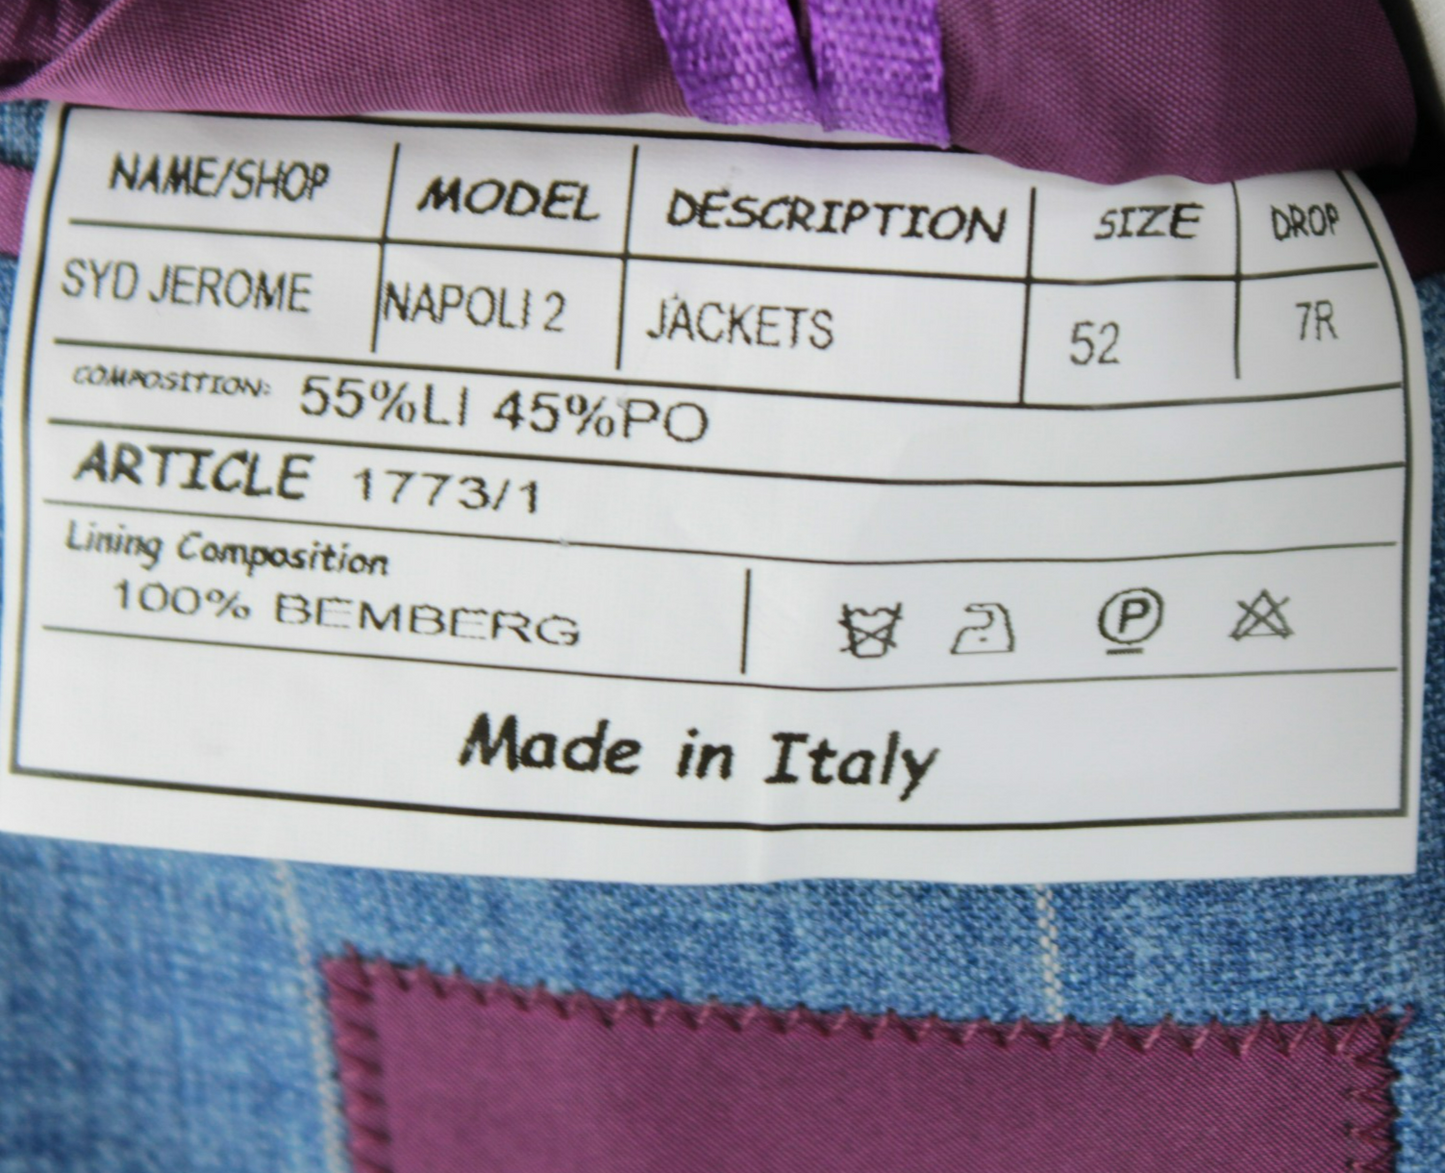 NAME/SHOP MODEL DESCRIPTION SIZE DROP
SYD JEROME NAPOLI 2 JACKETS 52 7R
COMPOSITION: 55%LI 45%PO
ARTICLE 1773/1
Lining Composition
100% BEMBERG P
Made in Italy